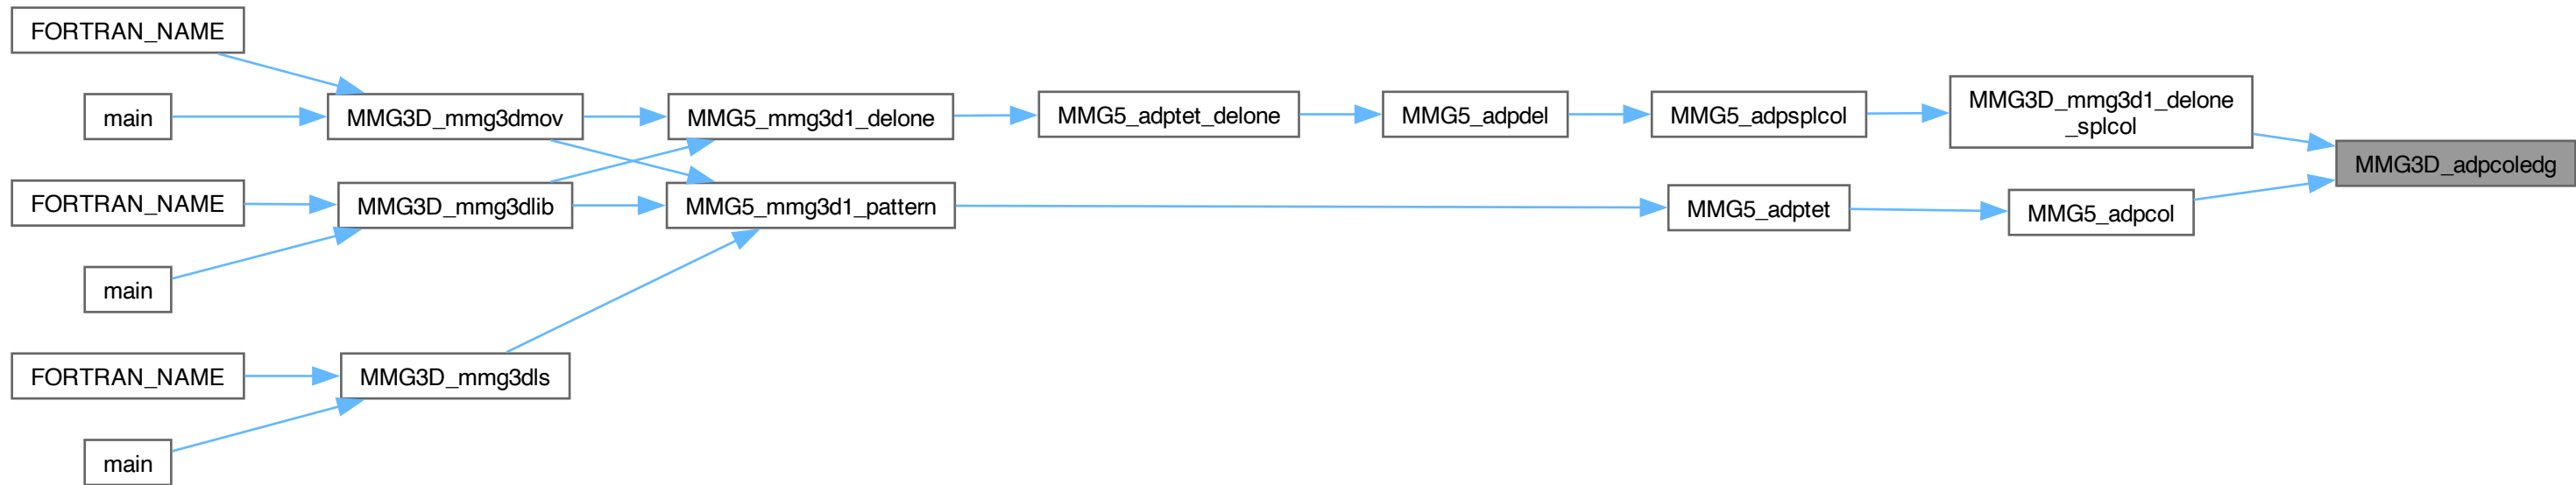 FORTRAN_NAME
main
MMG3D_mmg3dmov
MMG5_mmg3d1_delone
MMG5_adptet_delone
MMG5_adpdel
MMG5_adpsplcol
MMG3D_mmg3d1_delone
_splcol
MMG3D_adpcoledg
FORTRAN_NAME
MMG3D_mmg3dlib
MMG5_mmg3d1_pattern
MMG5_adptet
MMG5_adpcol
main
FORTRAN_NAME
MMG3D_mmg3dls
main